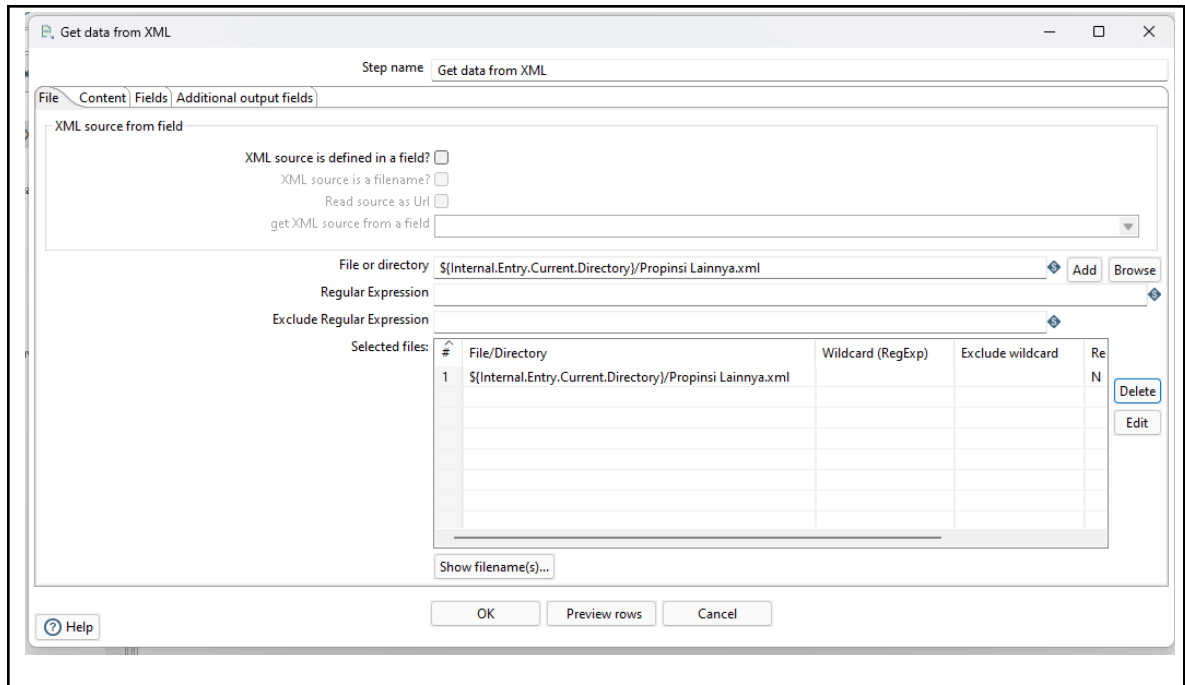 Get data from XML
Step name Get data from XML
File Content Fields Additional output fields
XML source from field
XML source is defined in a field?
XML source is a filename?
Read source as Url
get XML source from a field
File or directory ${Internal.Entry.Current.Directory}/Propinsi Lainnya.xml Add Browse
Regular Expression
Exclude Regular Expression
Selected files: # File/Directory Wildcard (RegExp) Exclude wildcard Re
1 ${Internal.Entry.Current.Directory}/Propinsi Lainnya.xml N
Delete
Edit
Show filename(s)...
OK Preview rows Cancel
Help